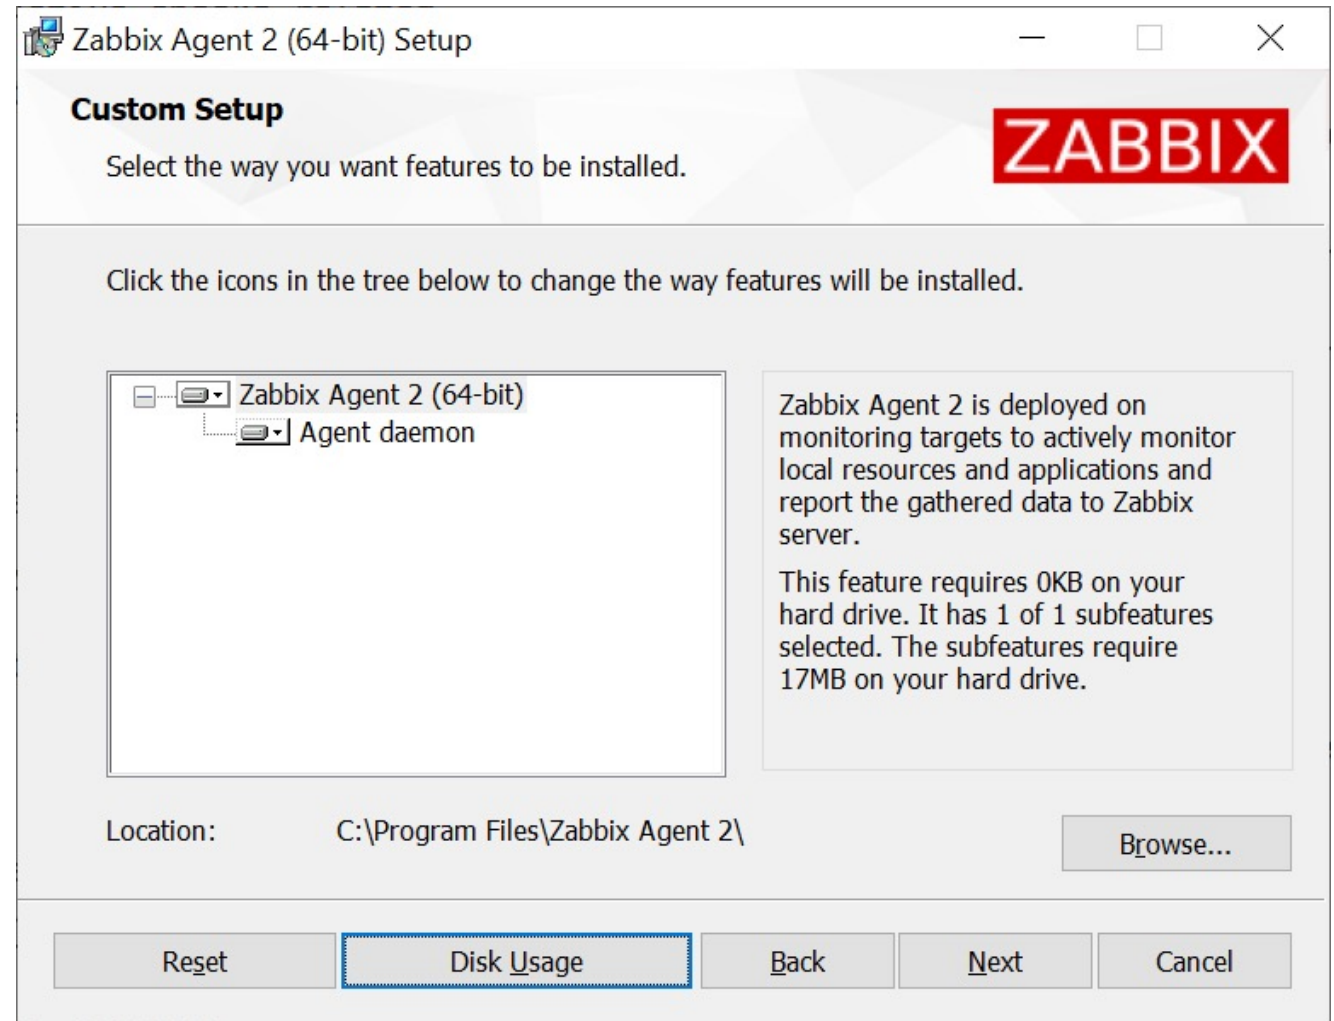 Zabbix Agent 2 (64-bit) Setup
Custom Setup
Select the way you want features to be installed.
ZABBIX
Click the icons in the tree below to change the way features will be installed.
Zabbix Agent 2 (64-bit)
Agent daemon
Zabbix Agent 2 is deployed on
monitoring targets to actively monitor
local resources and applications and
report the gathered data to Zabbix
server.
This feature requires 0KB on your
hard drive. It has 1 of 1 subfeatures
selected. The subfeatures require
17MB on your hard drive.
Location: C:\Program Files\Zabbix Agent 2\
Browse...
Reset Disk Usage Back Next Cancel